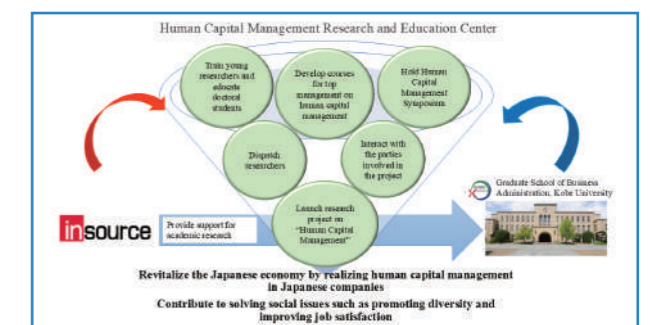 Human Capital Management Research and Education Center
Train young
researchers and
educate
doctoral
students
Develop courses
for top
management on
human capital
management
Hold Human
Capital
Management
Symposium
Dispatch
researchers
Interact with
the parties
involved in
the project
Launch research
project on
"Human Capital
Management"
insource
Provide support for
academic research
Graduate School of Business
Administration, Kobe University
Revitalize the Japanese economy by realizing human capital management
in Japanese companies
Contribute to solving social issues such as promoting diversity and
improving job satisfaction